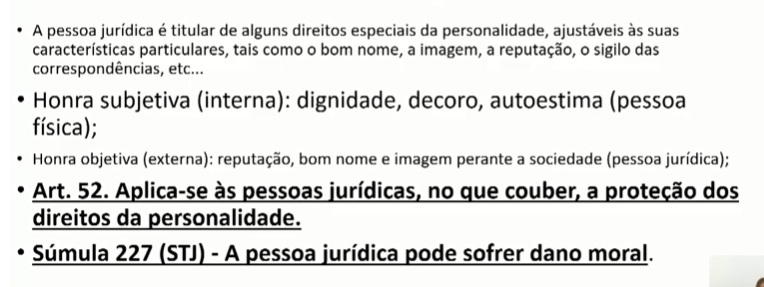 • A pessoa jurídica é titular de alguns direitos especiais da personalidade, ajustáveis às suas
características particulares, tais como o bom nome, a imagem, a reputação, o sigilo das
correspondências, etc...
• Honra subjetiva (interna): dignidade, decoro, autoestima (pessoa
física);
• Honra objetiva (externa): reputação, bom nome e imagem perante a sociedade (pessoa jurídica);
• Art. 52. Aplica-se às pessoas jurídicas, no que couber, a proteção dos
direitos da personalidade.
• Súmula 227 (STJ) - A pessoa jurídica pode sofrer dano moral.